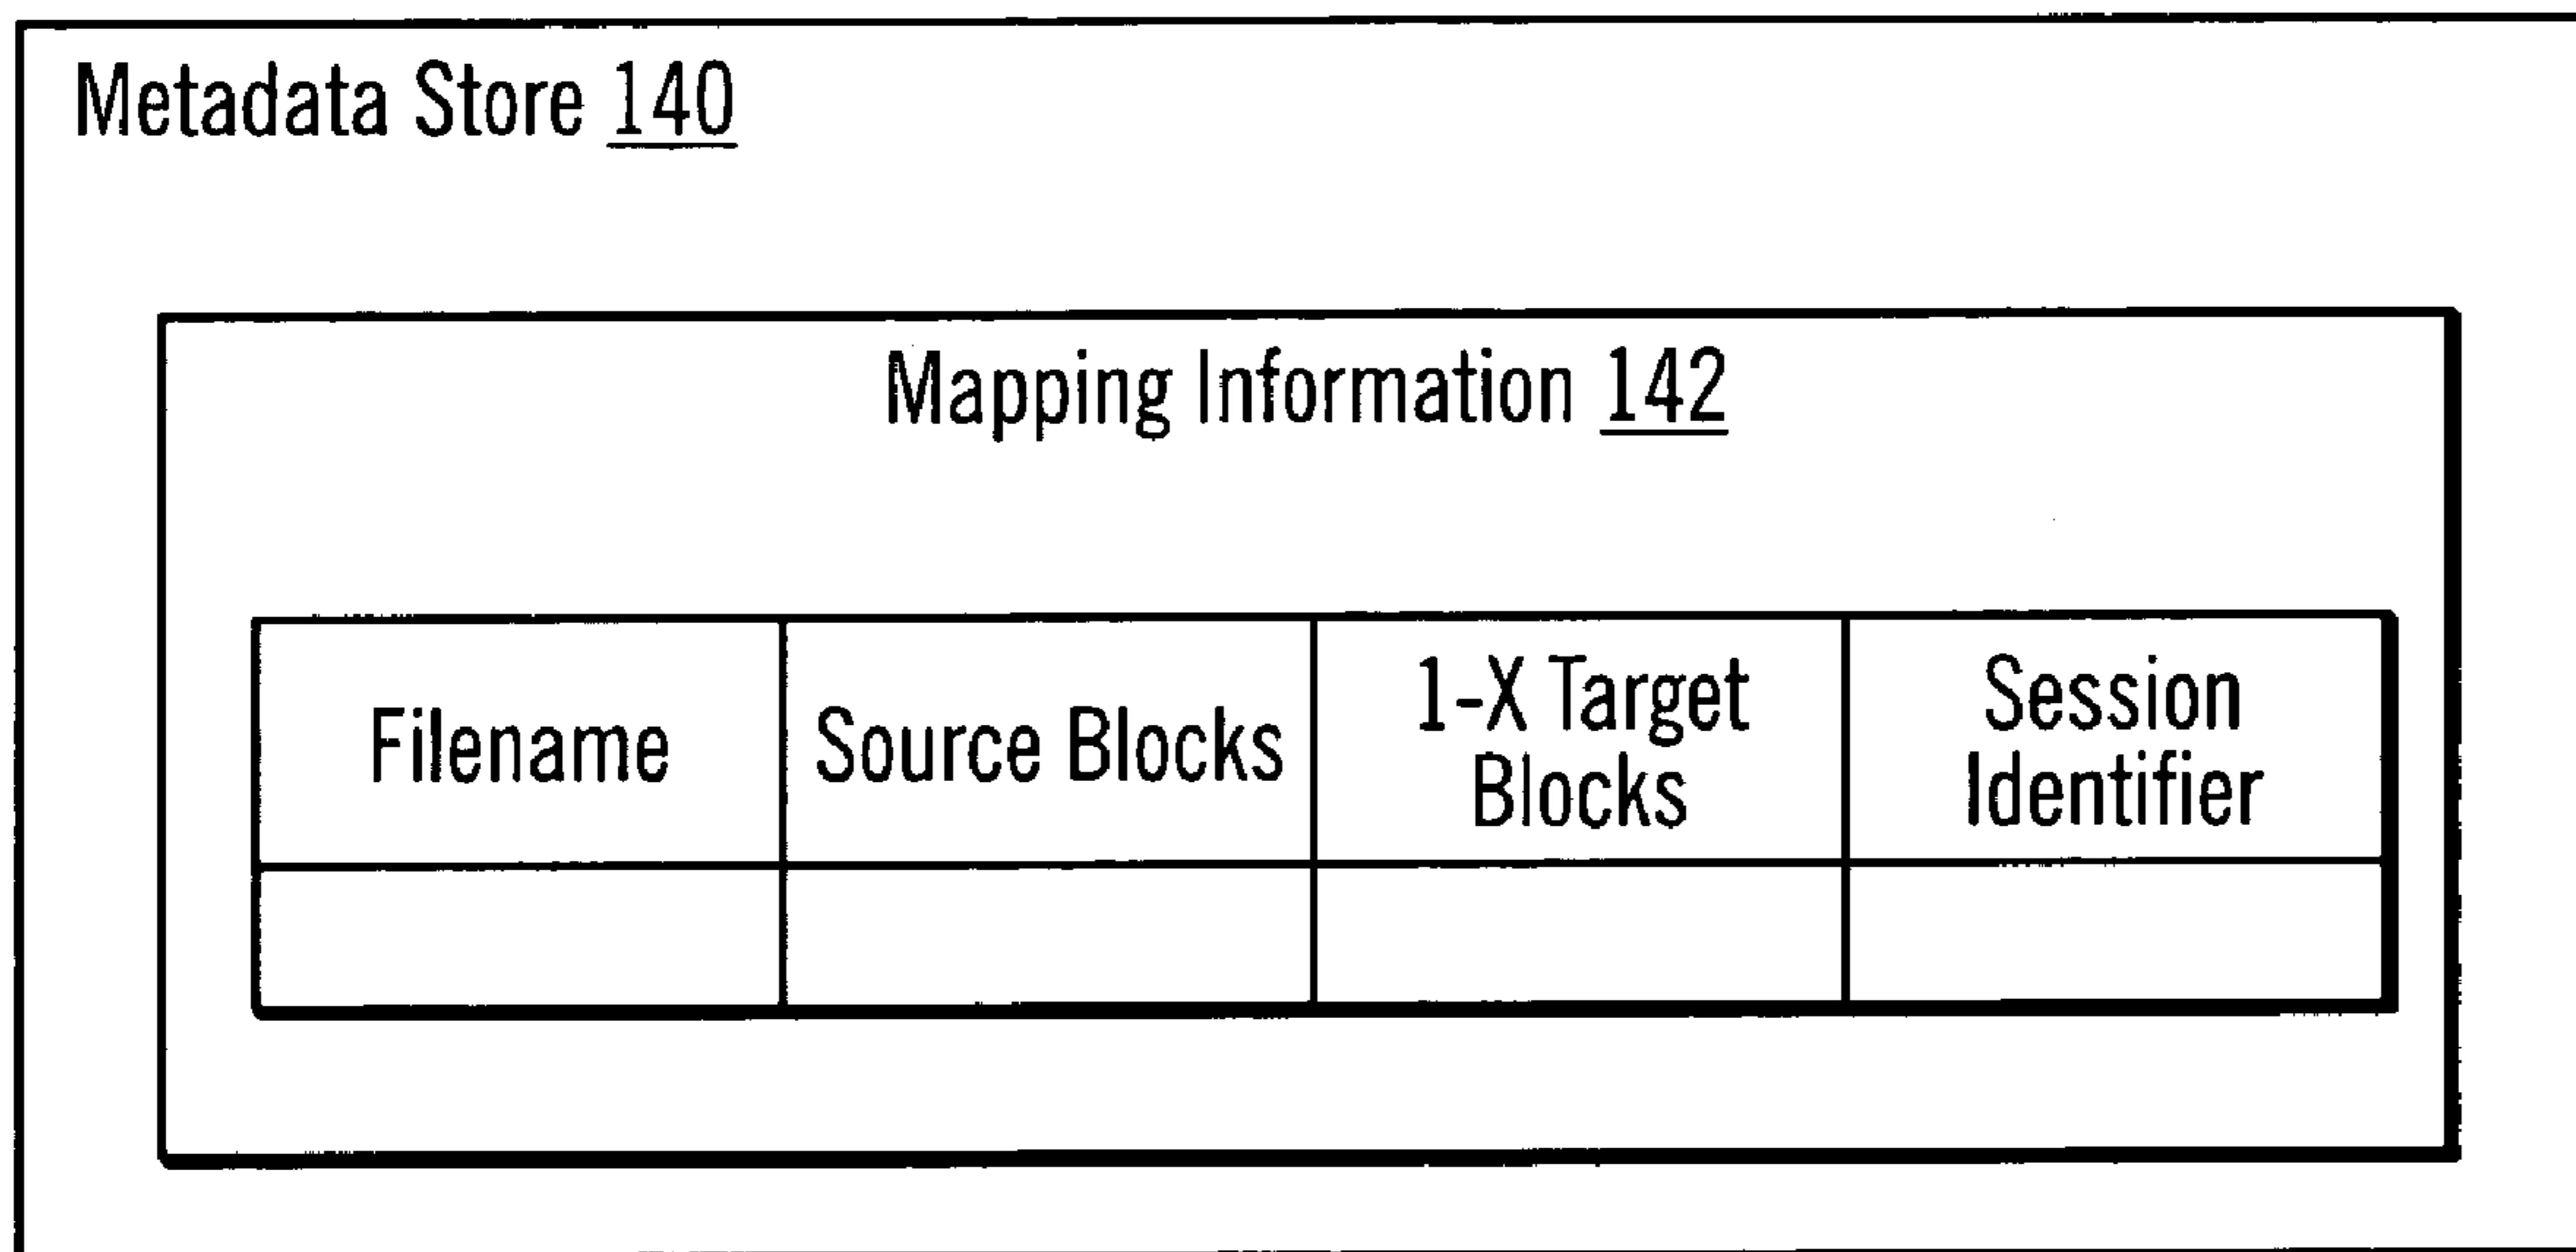 Metadata Store 140
Mapping Information 142
Filename
Source Blocks
1-X Target
Blocks
Session
Identifier